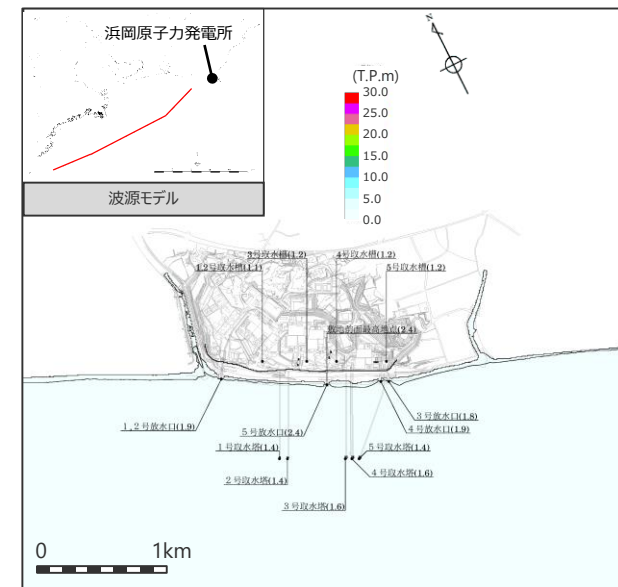 浜岡原子力発電所
波源モデル
N
(T.P.m)
30.0
25.0
20.0
15.0
10.0
5.0
0.0
3号取水槽(1.2)
4号取水槽(1.2)
1,2号取水槽(1.1)
5号取水槽(1.2)
敷地前面最高地点(2.4)
1,2号放水口(1.9)
5号放水口(2.4)
3号放水口(1.8)
4号放水口(1.9)
1号取水塔(1.4)
5号取水塔(1.4)
2号取水塔(1.4)
4号取水塔(1.6)
3号取水塔(1.6)
0 1km